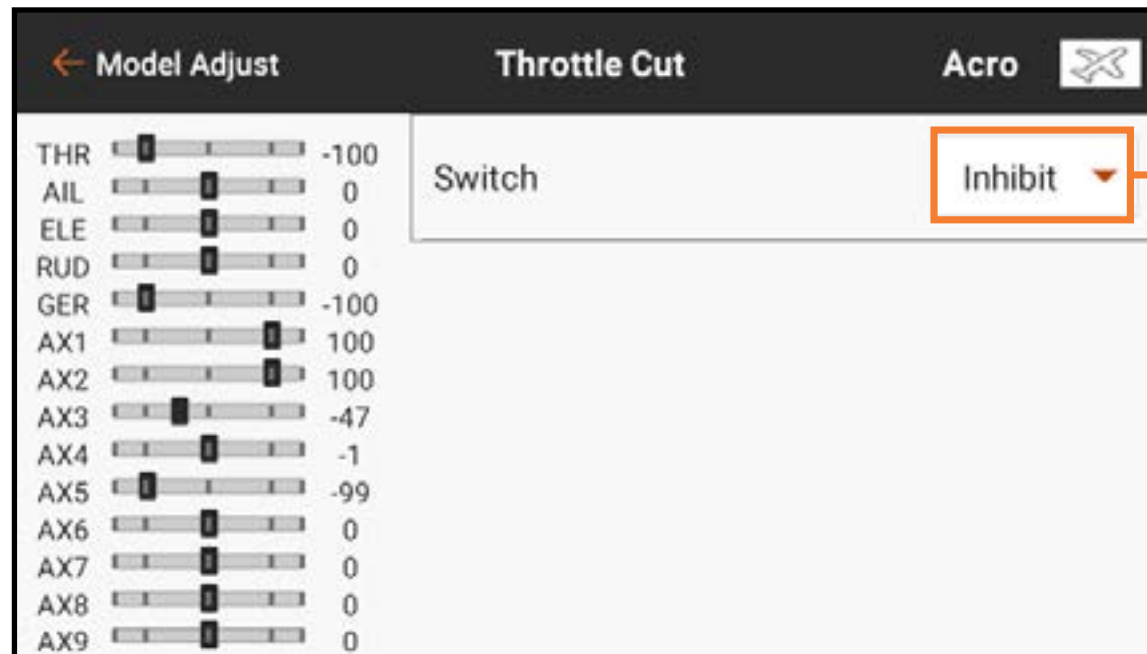 ← Model Adjust Throttle Cut Acro
THR -100
AIL 0
ELE 0
RUD 0
GER -100
AX1 100
AX2 100
AX3 -47
AX4 -1
AX5 -99
AX6 0
AX7 0
AX8 0
AX9 0
Switch Inhibit